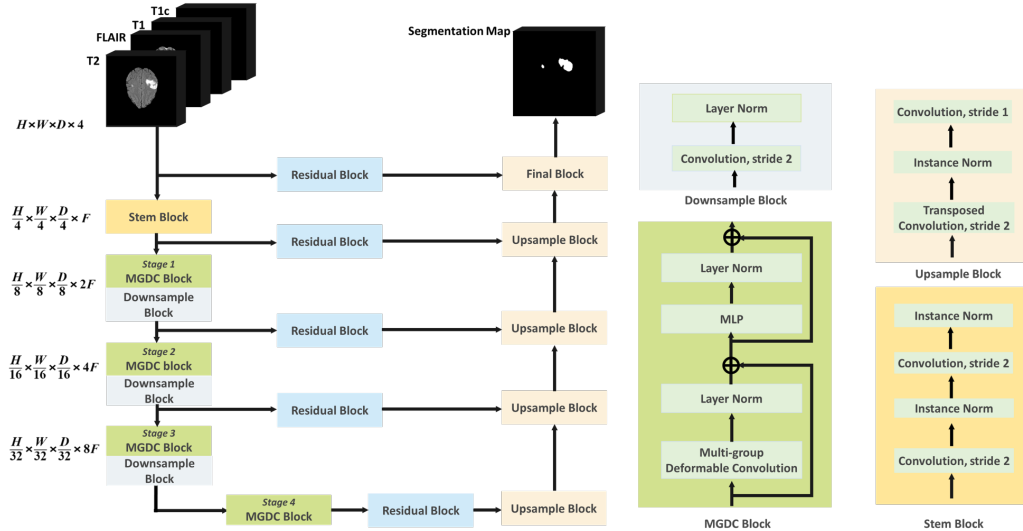 T1c
T1
FLAIR
T2
Segmentation Map
H×W×D×4
Residual Block
Final Block
H/4 × W/4 × D/4 × F
Stem Block
Residual Block
Upsample Block
Stage 1
MGDC Block
H/8 × W/8 × D/8 × 2F
Downsample
Block
Residual Block
Upsample Block
Stage 2
MGDC block
H/16 × W/16 × D/16 × 4F
Downsample
Block
Residual Block
Upsample Block
Stage 3
MGDC Block
H/32 × W/32 × D/32 × 8F
Downsample
Block
Stage 4
MGDC Block
Residual Block
Upsample Block
Layer Norm
Convolution, stride 2
Downsample Block
Layer Norm
MLP
Layer Norm
Multi-group
Deformable Convolution
MGDC Block
Convolution, stride 1
Instance Norm
Transposed
Convolution, stride 2
Upsample Block
Instance Norm
Convolution, stride 2
Instance Norm
Convolution, stride 2
Stem Block